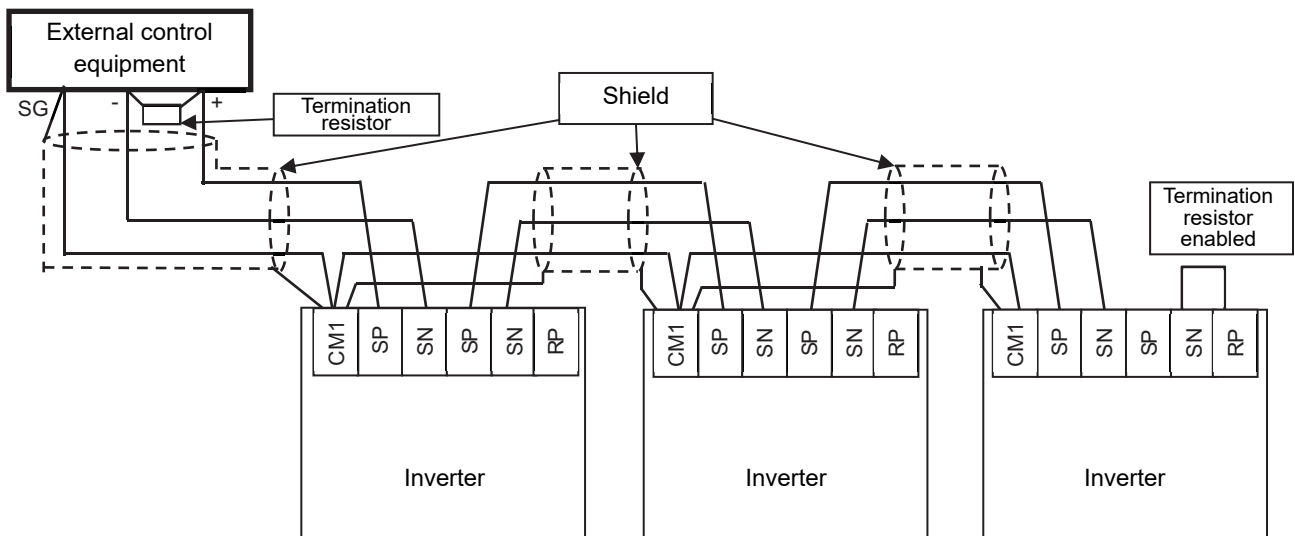 External control
equipment
SG
-
+
Termination
resistor
Shield
Termination
resistor
enabled
CM1
SP
SN
SP
SN
RP
CM1
SP
SN
SP
SN
RP
CM1
SP
SN
SP
SN
RP
Inverter
Inverter
Inverter